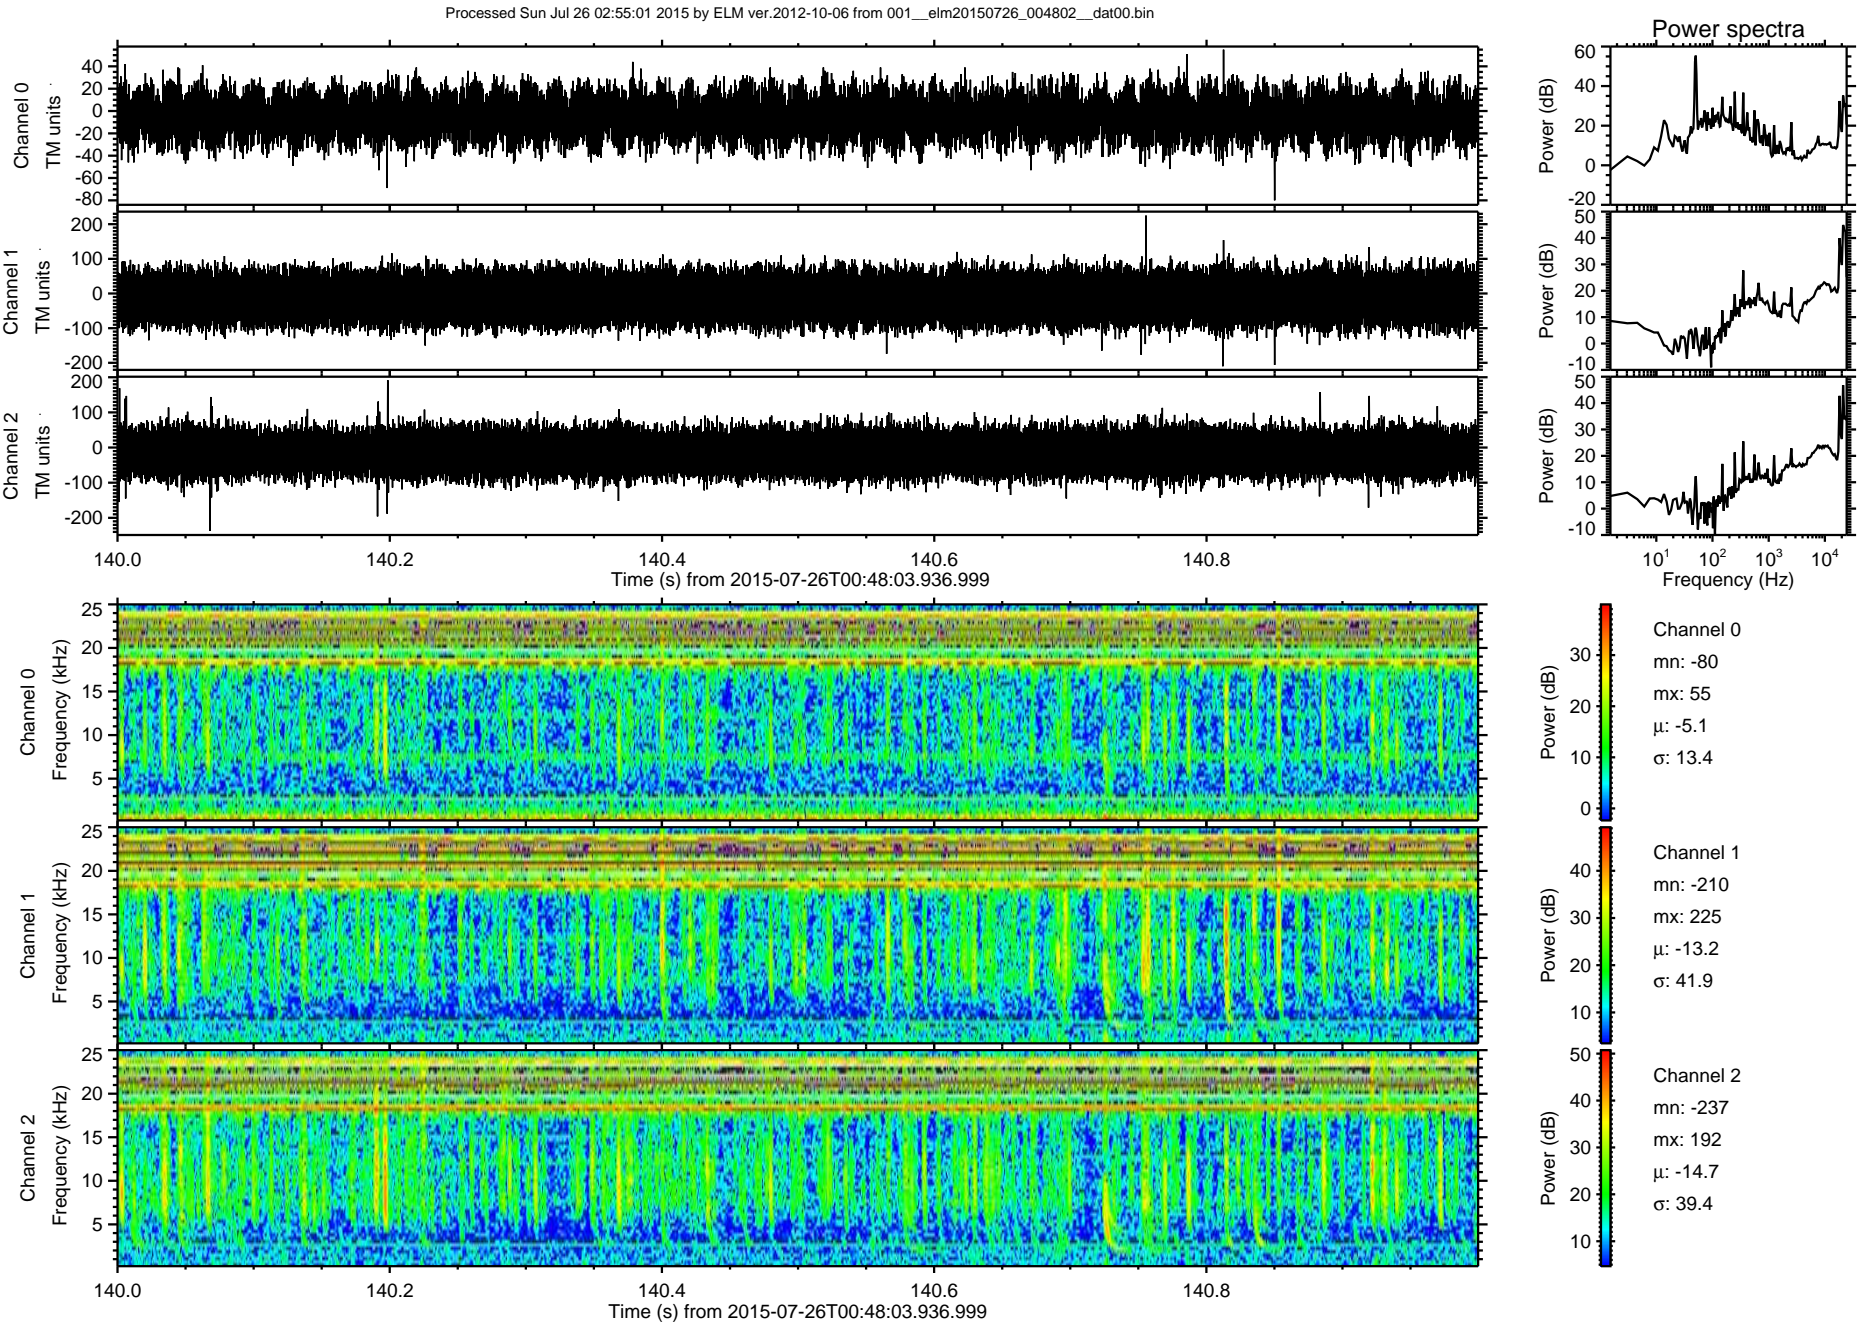 Processed Sun Jul 26 02:55:01 2015 by ELM ver.2012-10-06 from 001__elm20150726_004802__dat00.bin
Power spectra
Channel 0
TM units
40
20
0
-20
-40
-60
-80
Power (dB)
60
40
20
0
-20
Channel 1
TM units
200
100
0
-100
-200
Power (dB)
50
40
30
20
10
0
-10
Channel 2
TM units
200
100
0
-100
-200
Power (dB)
50
40
30
20
10
0
-10
140.0 140.2 140.4 140.6 140.8
Time (s) from 2015-07-26T00:48:03.936.999
10¹ 10² 10³ 10⁴
Frequency (Hz)
Channel 0
Frequency (kHz)
25
20
15
10
5
Power (dB)
30
20
10
0
Channel 0
mn: -80
mx: 55
μ: -5.1
σ: 13.4
Channel 1
Frequency (kHz)
25
20
15
10
5
Power (dB)
40
30
20
10
Channel 1
mn: -210
mx: 225
μ: -13.2
σ: 41.9
Channel 2
Frequency (kHz)
25
20
15
10
5
Power (dB)
50
40
30
20
10
Channel 2
mn: -237
mx: 192
μ: -14.7
σ: 39.4
140.0 140.2 140.4 140.6 140.8
Time (s) from 2015-07-26T00:48:03.936.999